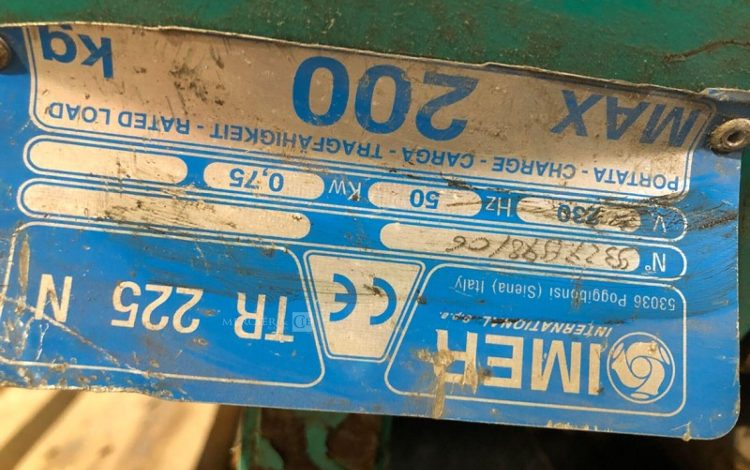 IMER
INTERNATIONAL S.p.A
53036 Poggibonsi (Siena) Italy
CE
TR 225 N
N°
V 230 Hz 50 Kw 0,75
PORTATA - CHARGE - CARGA - TRAGFÄHIGKEIT - RATED LOAD
MAX 200 kg